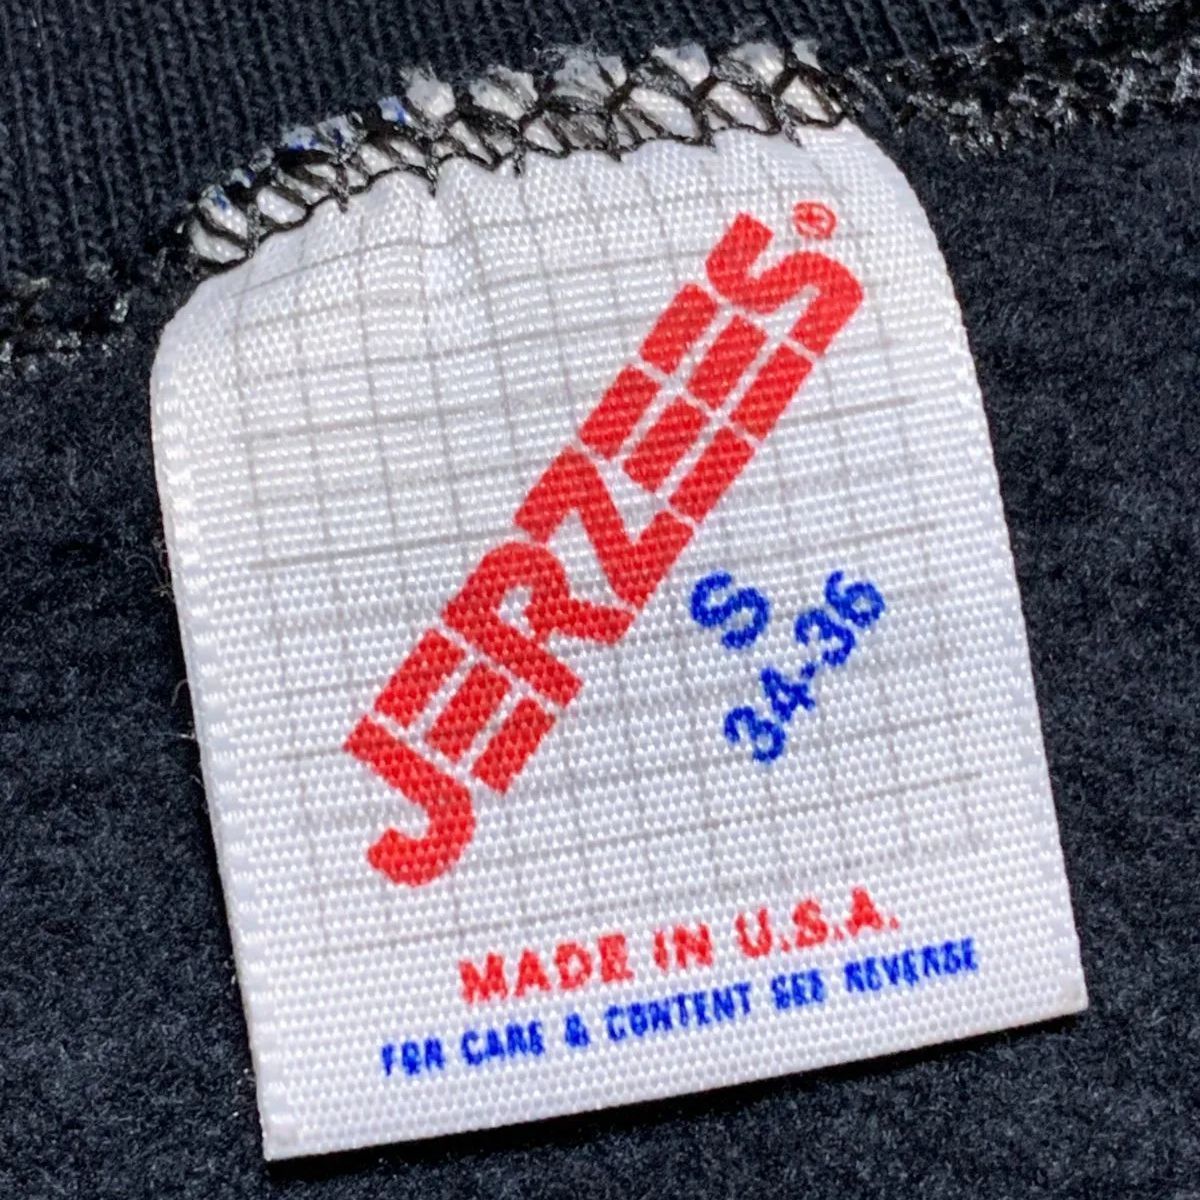 JERZEES®
S
34-36
MADE IN U.S.A.
FOR CARE & CONTENT SEE REVERSE